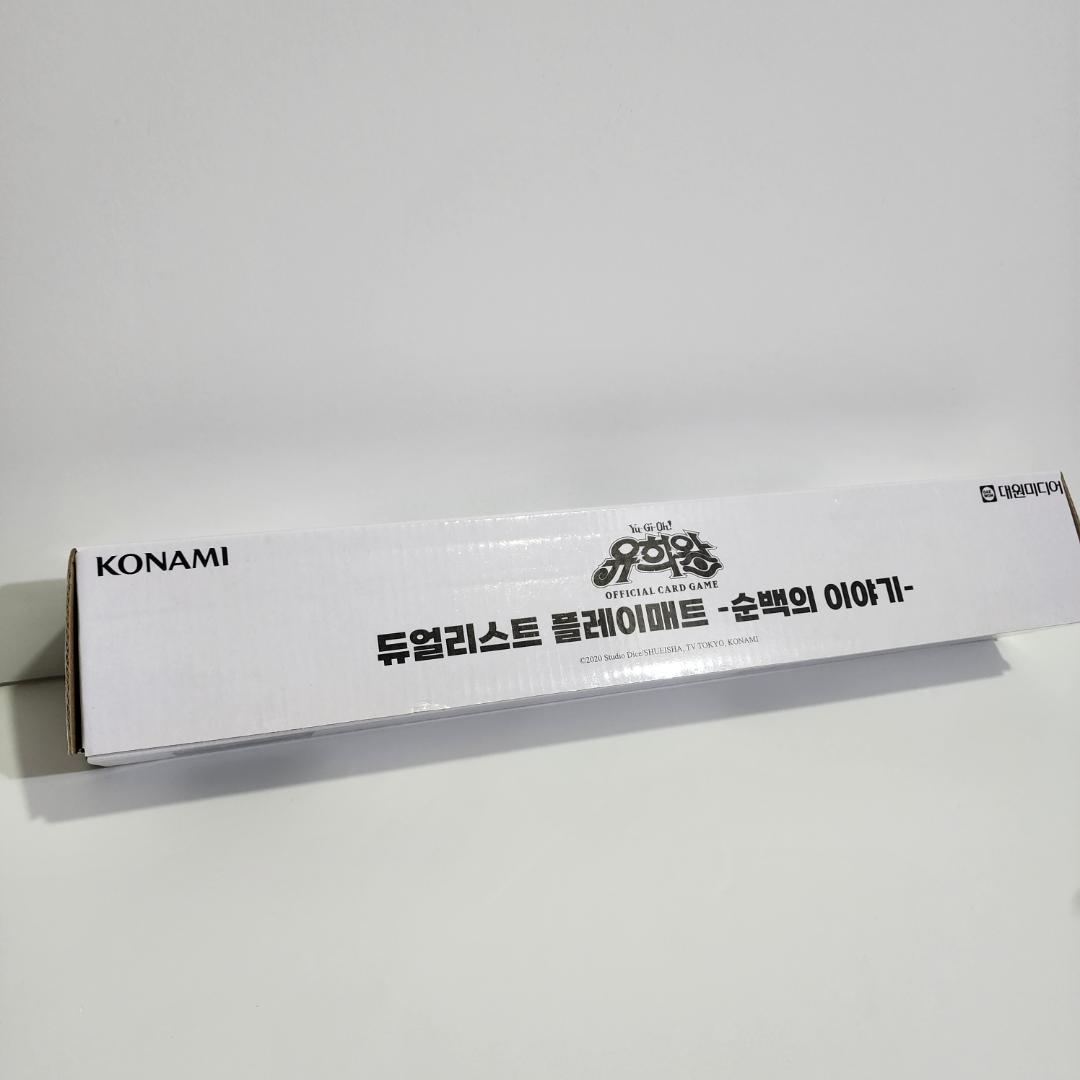 KONAMI
대원미디어
Yu-Gi-Oh!
유희왕
OFFICIAL CARD GAME
듀얼리스트 플레이매트 -순백의 이야기-
©2020 Studio Dice/SHUEISHA, TV TOKYO, KONAMI